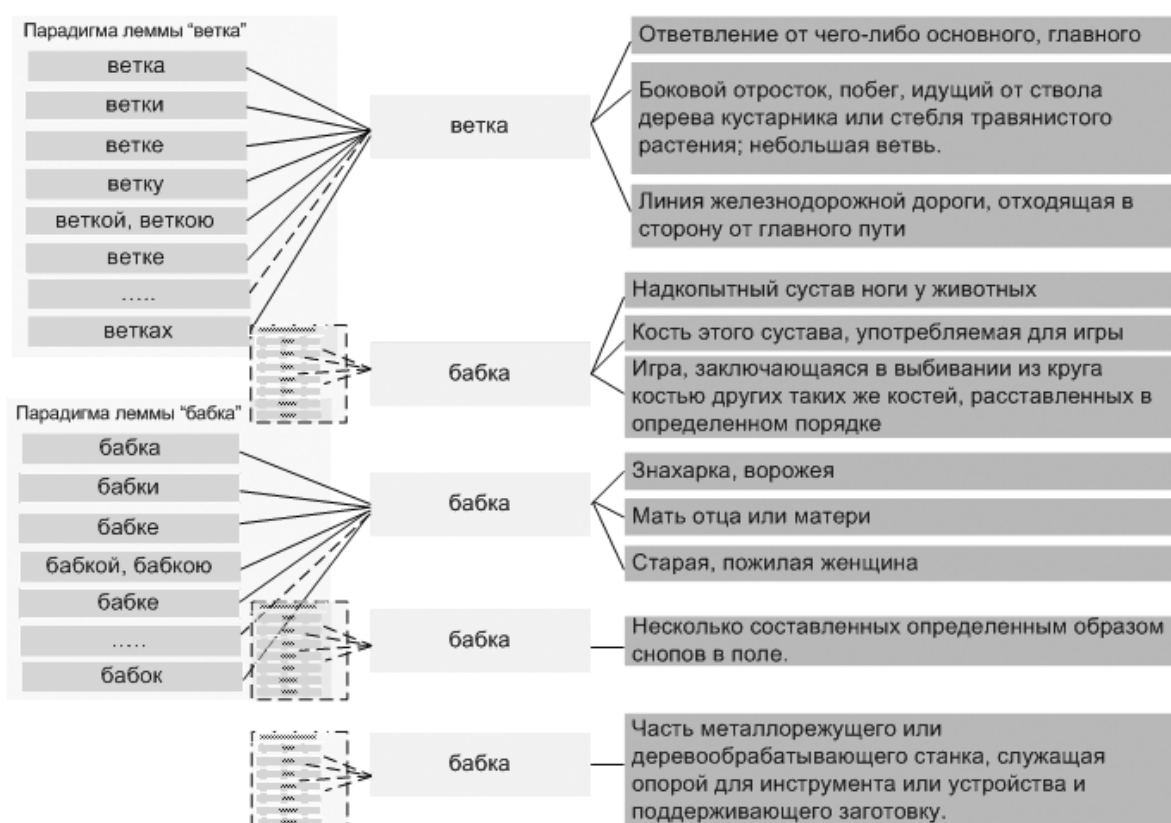 Парадигма леммы “ветка”
ветка
ветки
ветке
ветку
веткой, веткою
ветке
.....
ветках
ветка
Ответвление от чего-либо основного, главного
Боковой отросток, побег, идущий от ствола
дерева кустарника или стебля травянистого
растения; небольшая ветвь.
Линия железнодорожной дороги, отходящая в
сторону от главного пути
бабка
Надкопытный сустав ноги у животных
Кость этого сустава, употребляемая для игры
Игра, заключающаяся в выбивании из круга
костью других таких же костей, расставленных в
определенном порядке
Парадигма леммы “бабка”
бабка
бабки
бабке
бабкой, бабкою
бабке
.....
бабок
бабка
Знахарка, ворожея
Мать отца или матери
Старая, пожилая женщина
бабка
Несколько составленных определенным образом
снопов в поле.
бабка
Часть металлорежущего или
деревообрабатывающего станка, служащая
опорой для инструмента или устройства и
поддерживающего заготовку.